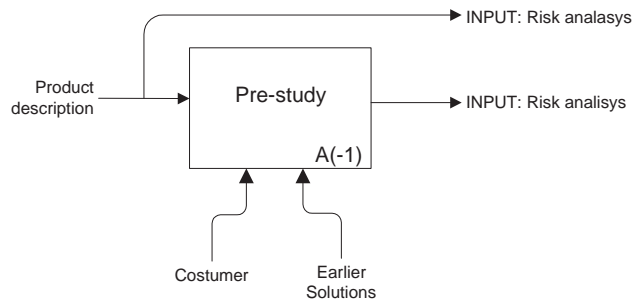 INPUT: Risk analasys
Product
description
Pre-study
INPUT: Risk analisys
A(-1)
Costumer
Earlier
Solutions